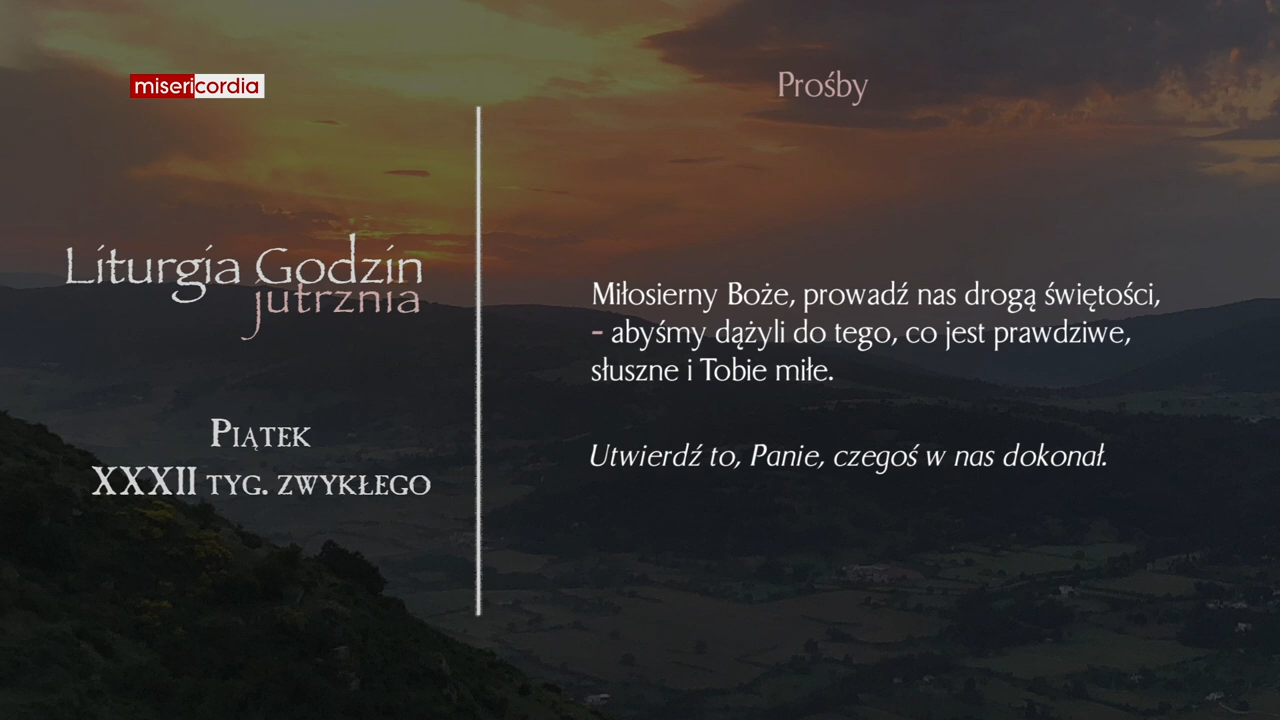 misericordia
Liturgia Godzin
jutrznia
Piątek
XXXII tyg. zwykłego
Prośby
Miłosierny Boże, prowadź nas drogą świętości,
- abyśmy dążyli do tego, co jest prawdziwe,
słuszne i Tobie miłe.
Utwierdź to, Panie, czegoś w nas dokonał.